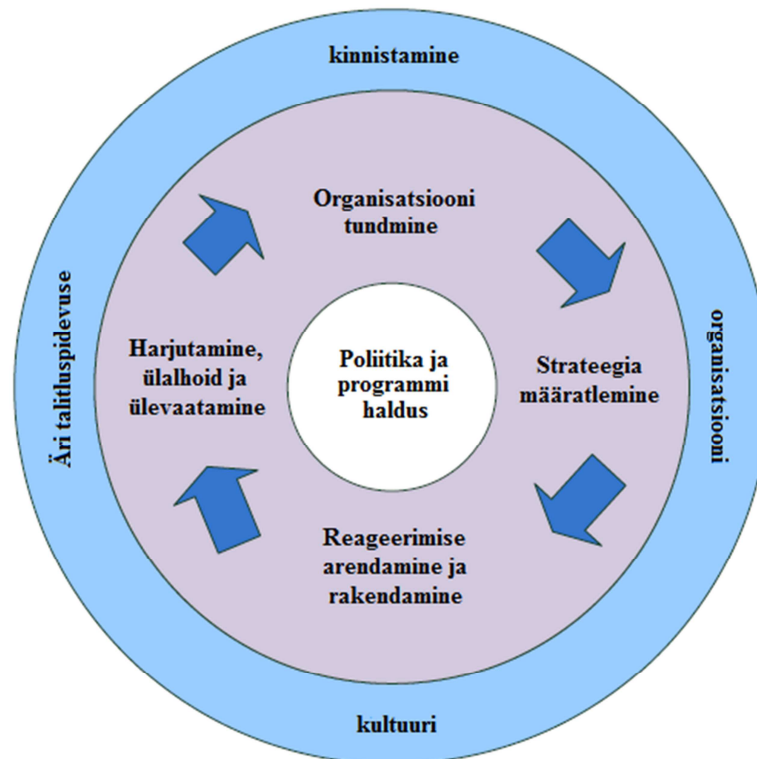 kinnistamine
Organisatsiooni
tundmine
Äri talitluspidevuse
Harjutamine,
ülalhoid ja
ülevaatamine
Poliitika ja
programmi
haldus
Strateegia
määratlemine
organisatsiooni
Reageerimise
arendamine ja
rakendamine
kultuuri